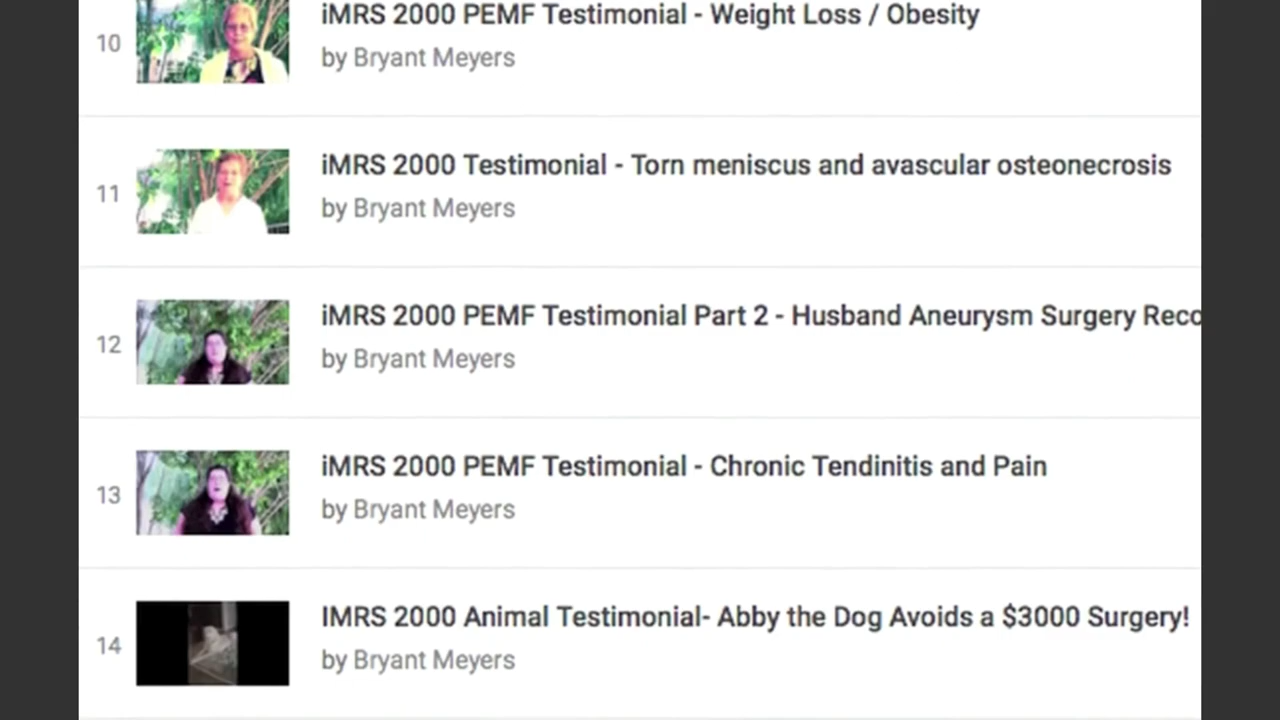 10
iMRS 2000 PEMF Testimonial - Weight Loss / Obesity
by Bryant Meyers
11
iMRS 2000 Testimonial - Torn meniscus and avascular osteonecrosis
by Bryant Meyers
12
iMRS 2000 PEMF Testimonial Part 2 - Husband Aneurysm Surgery Reco
by Bryant Meyers
13
iMRS 2000 PEMF Testimonial - Chronic Tendinitis and Pain
by Bryant Meyers
14
IMRS 2000 Animal Testimonial- Abby the Dog Avoids a $3000 Surgery!
by Bryant Meyers